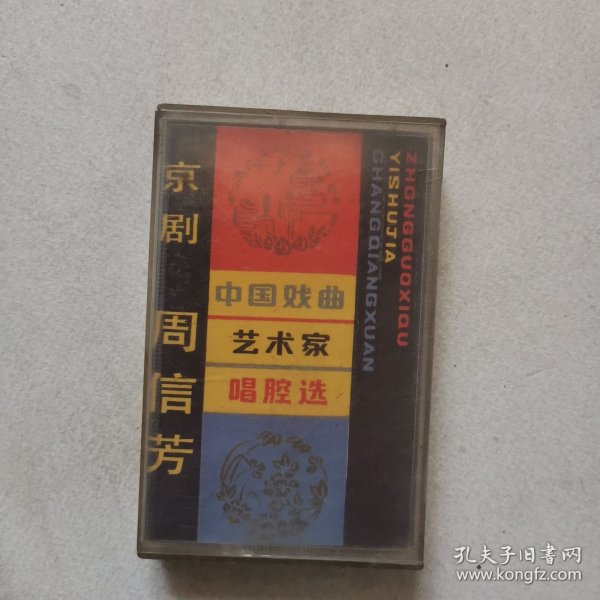 京剧 周信芳
中国戏曲
艺术家
唱腔选
ZHONGGUOXIQU
YISHUJIA
CHANGQIANGXUAN
孔夫子旧书网
www.kongfz.com